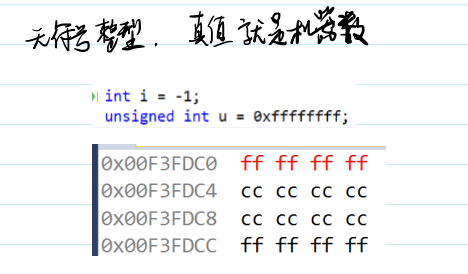 无符号整型，真值就是机器数
int i = -1;
unsigned int u = 0xffffffff;
0x00F3FDC0 ff ff ff ff
0x00F3FDC4 cc cc cc cc
0x00F3FDC8 cc cc cc cc
0x00F3FDCC ff ff ff ff